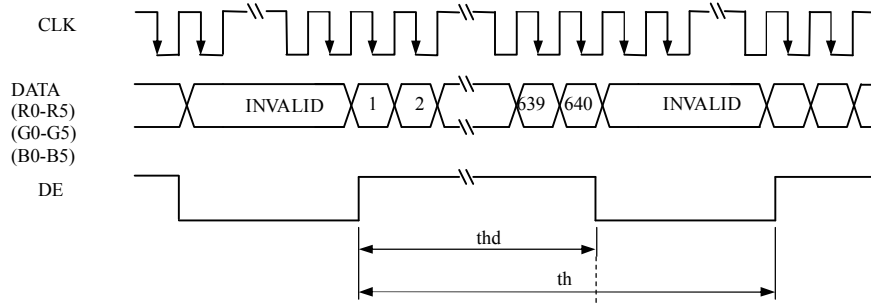 CLK
DATA
(R0-R5)
(G0-G5)
(B0-B5)
INVALID 1 2 639 640 INVALID
DE
thd
th